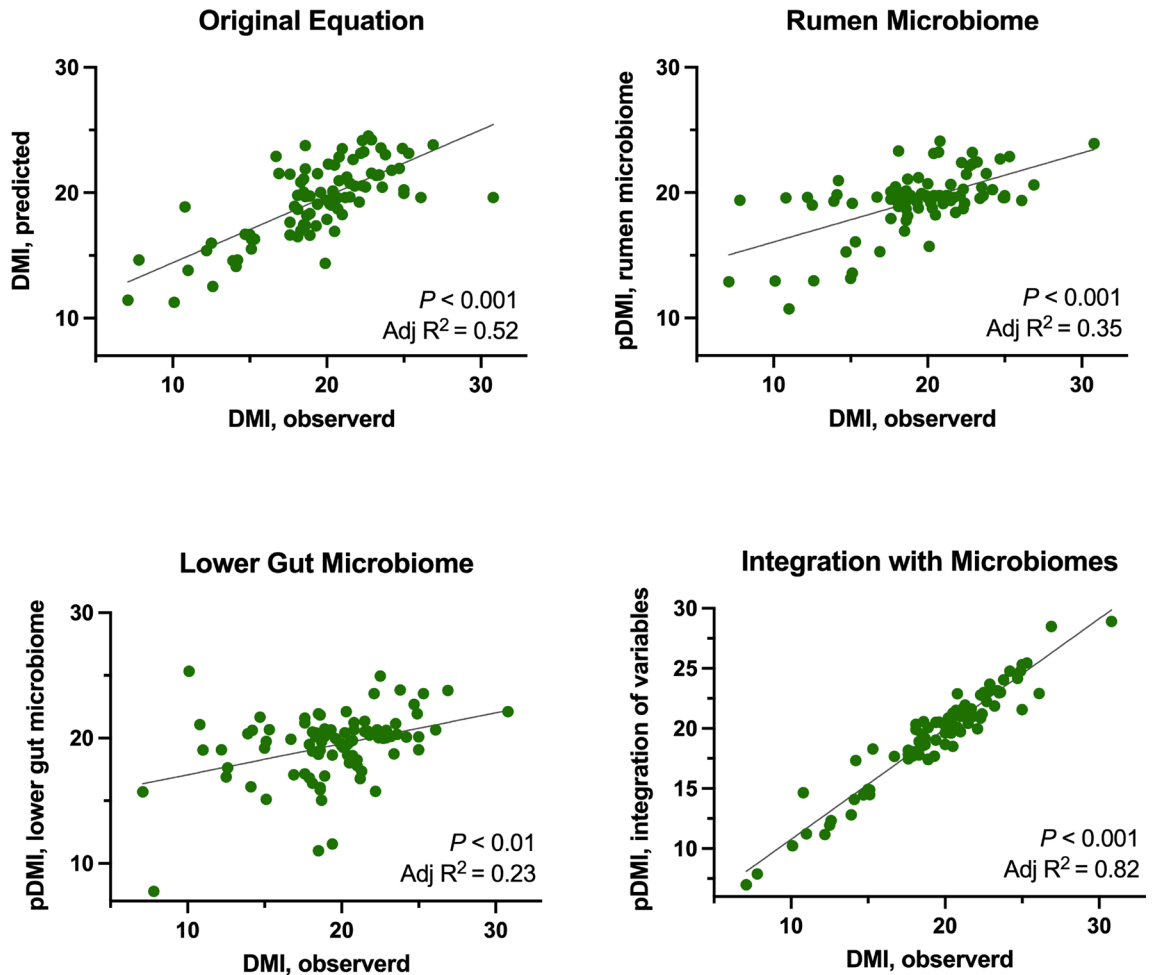 Original Equation
DMI, predicted
30
20
10
P < 0.001
Adj R² = 0.52
10 20 30
DMI, observerd
Rumen Microbiome
pDMI, rumen microbiome
30
20
10
P < 0.001
Adj R² = 0.35
10 20 30
DMI, observerd
Lower Gut Microbiome
pDMI, lower gut microbiome
30
20
10
P < 0.01
Adj R² = 0.23
10 20 30
DMI, observerd
Integration with Microbiomes
pDMI, integration of variables
30
25
20
15
10
P < 0.001
Adj R² = 0.82
10 20 30
DMI, observerd